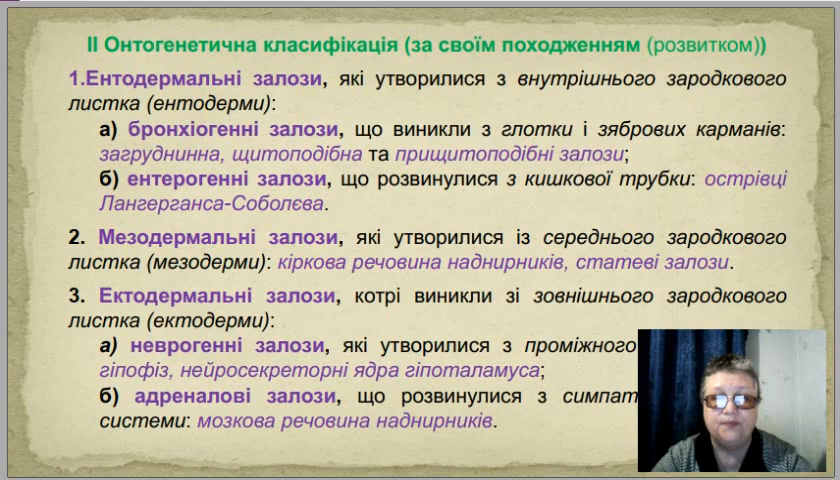 ІІ Онтогенетична класифікація (за своїм походженням (розвитком))
1.Ентодермальні залози, які утворилися з внутрішнього зародкового
листка (ентодерми):
а) бронхіогенні залози, що виникли з глотки і зябрових карманів:
загруднинна, щитоподібна та прищитоподібні залози;
б) ентерогенні залози, що розвинулися з кишкової трубки: острівці
Лангерганса-Соболєва.
2. Мезодермальні залози, які утворилися із середнього зародкового
листка (мезодерми): кіркова речовина наднирників, статеві залози.
3. Ектодермальні залози, котрі виникли зі зовнішнього зародкового
листка (ектодерми):
а) неврогенні залози, які утворилися з проміжного
гіпофіз, нейросекреторні ядра гіпоталамуса;
б) адреналові залози, що розвинулися з симпат
системи: мозкова речовина наднирників.